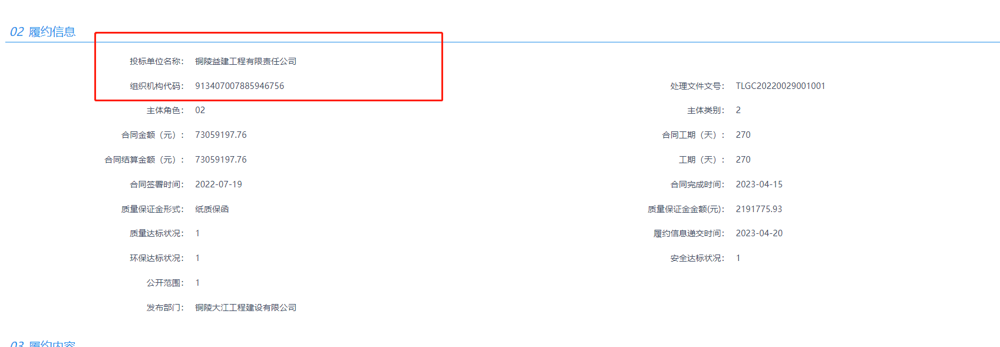 02 履约信息
投标单位名称： 铜陵益建工程有限责任公司
组织机构代码： 913407007885946756 处理文件文号： TLGC20220029001001
主体角色： 02 主体类别： 2
合同金额（元）： 73059197.76 合同工期（天）： 270
合同结算金额（元）： 73059197.76 工期（天）： 270
合同签署时间： 2022-07-19 合同完成时间： 2023-04-15
质量保证金形式： 纸质保函 质量保证金金额(元)： 2191775.93
质量达标状况： 1 履约信息递交时间： 2023-04-20
环保达标状况： 1 安全达标状况： 1
公开范围： 1
发布部门： 铜陵大江工程建设有限公司
03 履约内容